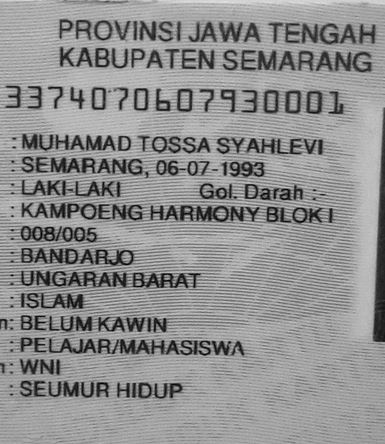 PROVINSI JAWA TENGAH
KABUPATEN SEMARANG
3374070607930001
: MUHAMAD TOSSA SYAHLEVI
: SEMARANG, 06-07-1993
: LAKI-LAKI Gol. Darah :-
: KAMPOENG HARMONY BLOK I
: 008/005
: BANDARJO
: UNGARAN BARAT
: ISLAM
n: BELUM KAWIN
: PELAJAR/MAHASISWA
n: WNI
: SEUMUR HIDUP